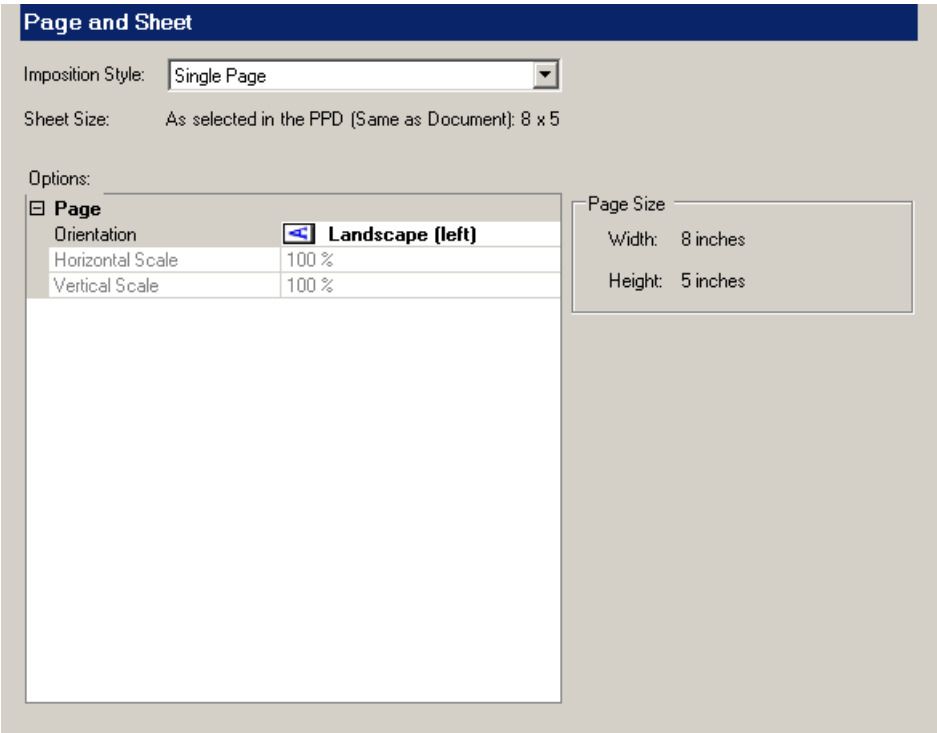 Page and Sheet
Imposition Style: Single Page
Sheet Size: As selected in the PPD (Same as Document): 8 x 5
Options:
Page
Orientation A Landscape (left)
Horizontal Scale 100 %
Vertical Scale 100 %
Page Size
Width: 8 inches
Height: 5 inches